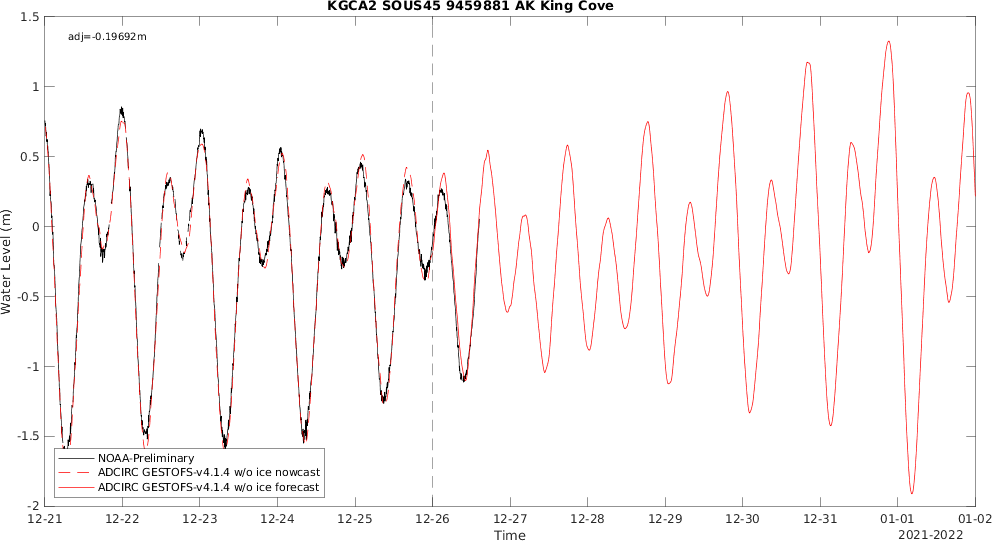 KGCA2 SOUS45 9459881 AK King Cove
adj=-0.19692m
1.5
1
0.5
0
-0.5
-1
-1.5
-2
Water Level (m)
NOAA-Preliminary
ADCIRC GESTOFS-v4.1.4 w/o ice nowcast
ADCIRC GESTOFS-v4.1.4 w/o ice forecast
12-21 12-22 12-23 12-24 12-25 12-26 12-27 12-28 12-29 12-30 12-31 01-01 01-02
Time
2021-2022